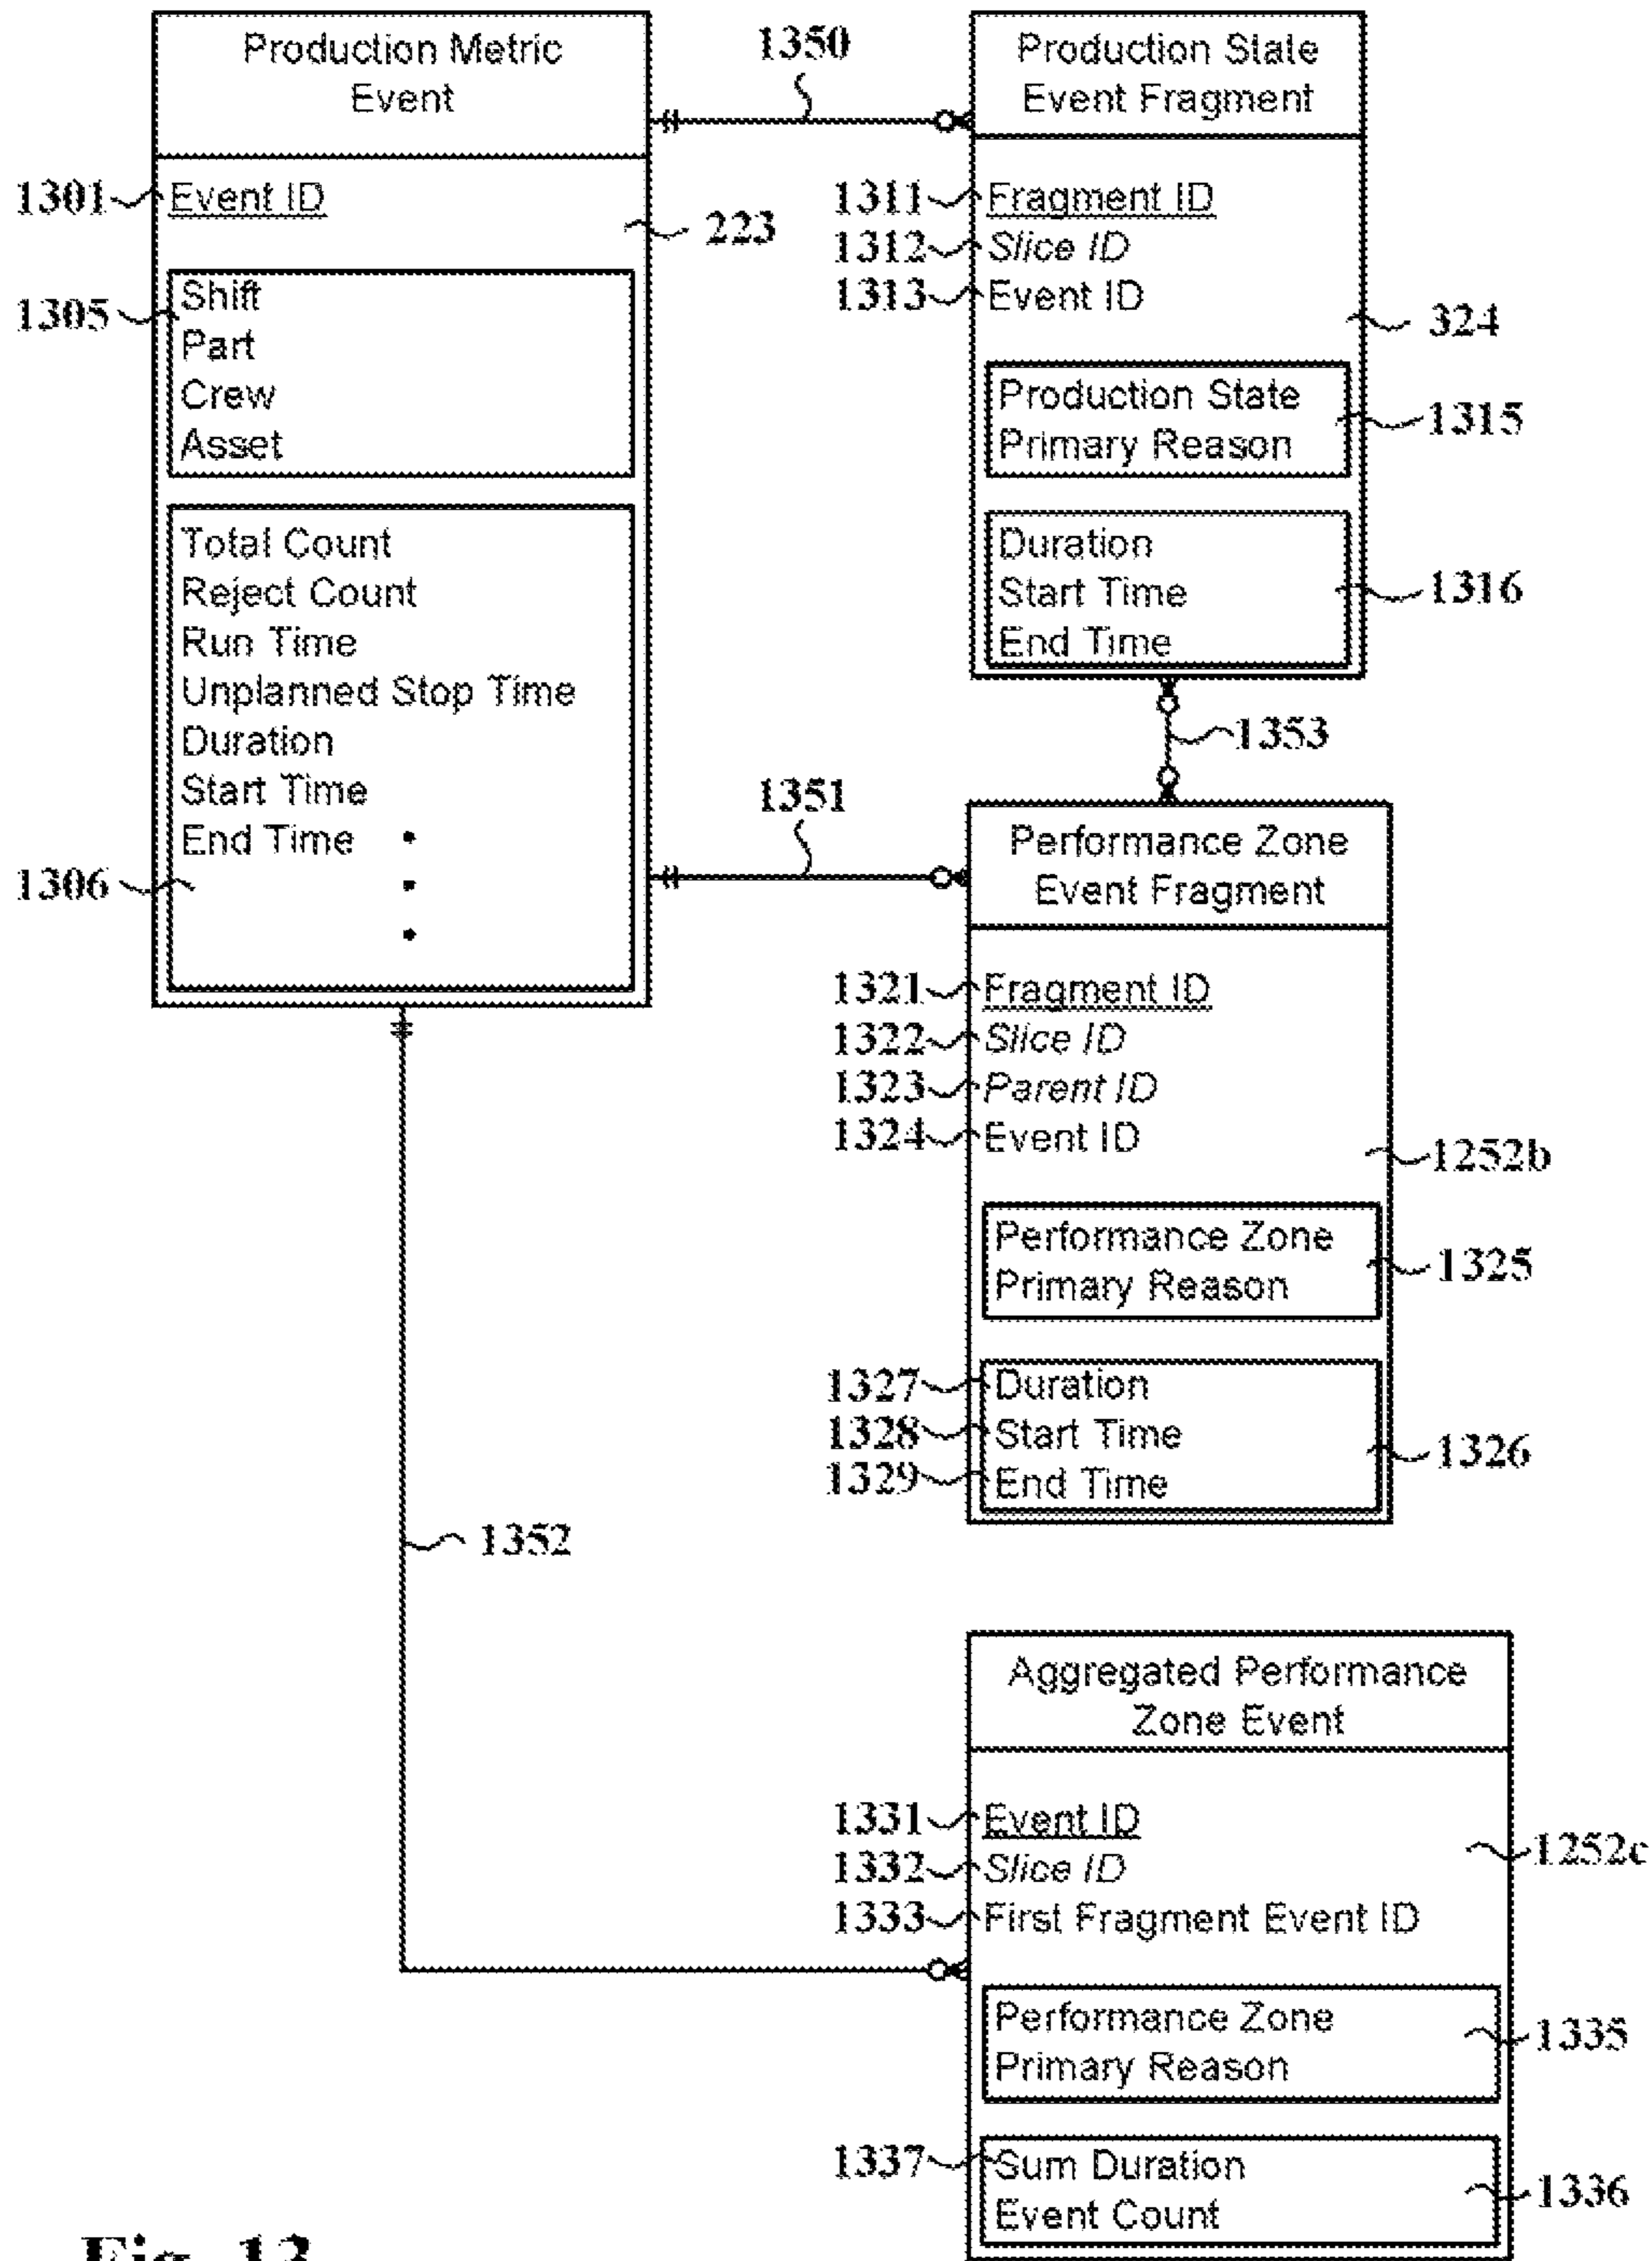 Production Metric
Event
1301
Event ID
223
1305
Shift
Part
Crew
Asset
Total Count
Reject Count
Run Time
Unplanned Stop Time
Duration
Start Time
End Time
1306
1350
Production State
Event Fragment
1311 Fragment ID
1312 Slice ID
1313 Event ID
324
Production State
Primary Reason
1315
Duration
Start Time
End Time
1316
1353
1351
Performance Zone
Event Fragment
1321 Fragment ID
1322 Slice ID
1323 Parent ID
1324 Event ID
1252b
Performance Zone
Primary Reason
1325
1327 Duration
1328 Start Time
1329 End Time
1326
1352
Aggregated Performance
Zone Event
1331 Event ID
1332 Slice ID
1333 First Fragment Event ID
1252c
Performance Zone
Primary Reason
1335
1337 Sum Duration
Event Count
1336
Fig. 13